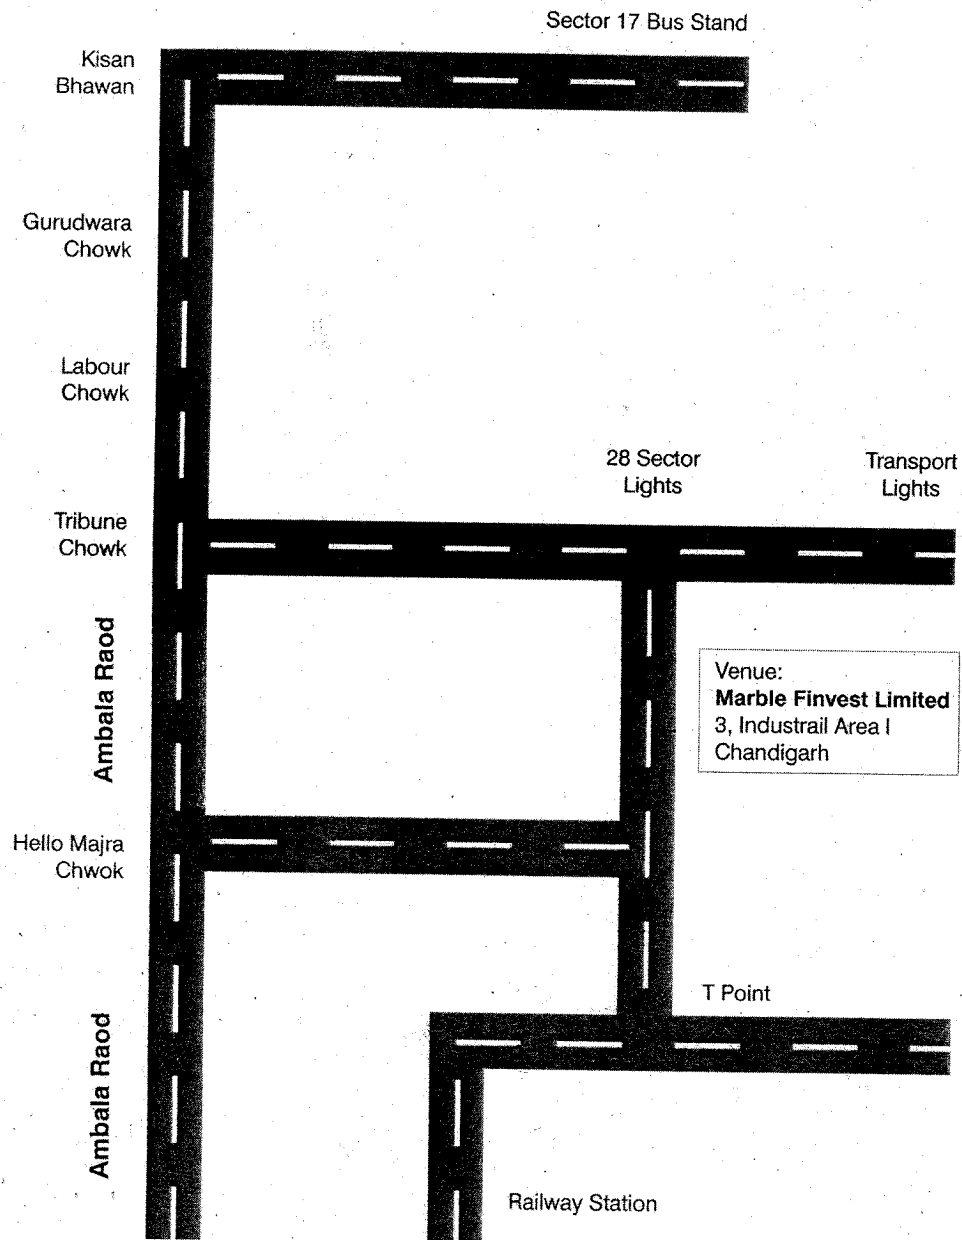 Sector 17 Bus Stand
Kisan
Bhawan
Gurudwara
Chowk
Labour
Chowk
28 Sector
Lights
Transport
Lights
Tribune
Chowk
Ambala Raod
Venue:
Marble Finvest Limited
3, Industrail Area I
Chandigarh
Hello Majra
Chwok
T Point
Ambala Raod
Railway Station